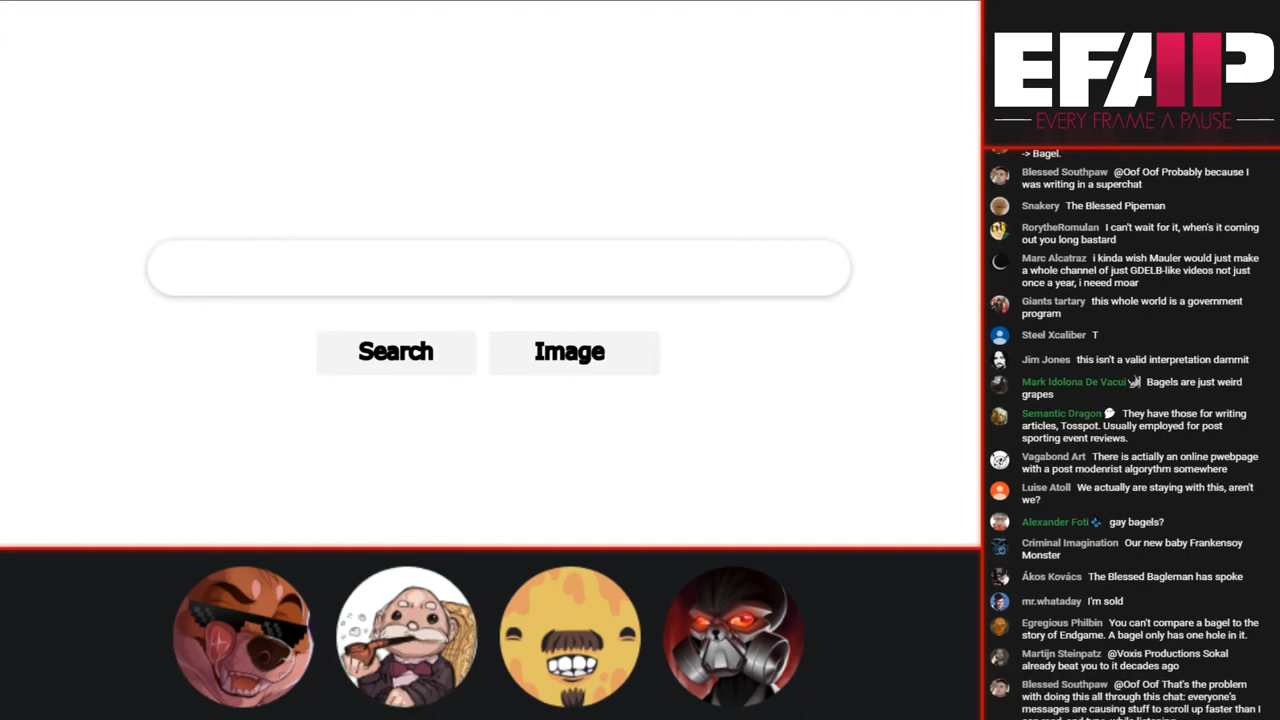 Search
Image
EFAP
EVERY FRAME A PAUSE
-> Bagel.
Blessed Southpaw @Oof Oof Probably because I
was writing in a superchat
Snakery The Blessed Pipeman
RorytheRomulan I can't wait for it, when's it coming
out you long bastard
Marc Alcatraz i kinda wish Mauler would just make
a whole channel of just GDELB-like videos not just
once a year, i neeed moar
Giants tartary this whole world is a government
program
Steel Xcaliber T
Jim Jones this isn't a valid interpretation dammit
Mark Idolona De Vacui Bagels are just weird
grapes
Semantic Dragon They have those for writing
articles, Tosspot. Usually employed for post
sporting event reviews.
Vagabond Art There is actially an online pwebpage
with a post modenrist algorythm somewhere
Luise Atoll We actually are staying with this, aren't
we?
Alexander Foti gay bagels?
Criminal Imagination Our new baby Frankensoy
Monster
Ákos Kovács The Blessed Bagleman has spoke
mr.whataday I'm sold
Egregious Philbin You can't compare a bagel to the
story of Endgame. A bagel only has one hole in it.
Martijn Steinpatz @Voxis Productions Sokal
already beat you to it decades ago
Blessed Southpaw @Oof Oof That's the problem
with doing this all through this chat: everyone's
messages are causing stuff to scroll up faster than I